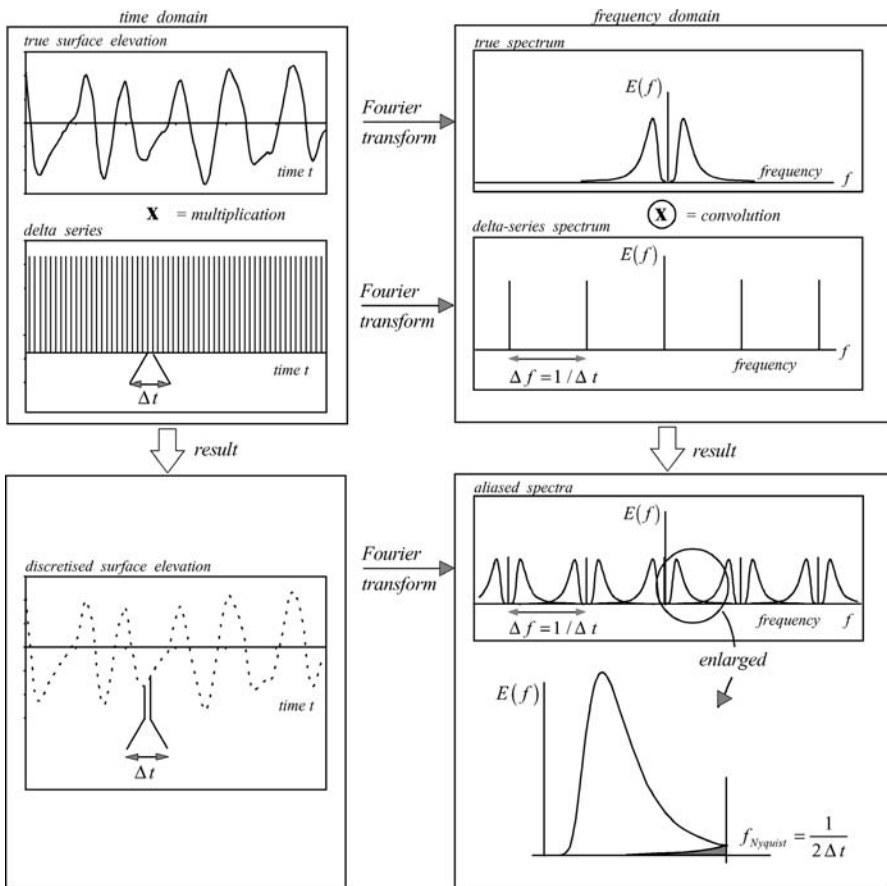 time domain
true surface elevation
time t
x = multiplication
delta series
time t
Δt
result
discretised surface elevation
time t
Δt
Fourier
transform
Fourier
transform
Fourier
transform
frequency domain
true spectrum
E(f)
frequency f
x = convolution
delta-series spectrum
E(f)
frequency f
Δf = 1/Δt
result
aliased spectra
E(f)
Δf = 1/Δt
frequency f
enlarged
E(f)
f_Nyquist = 1/(2Δt)